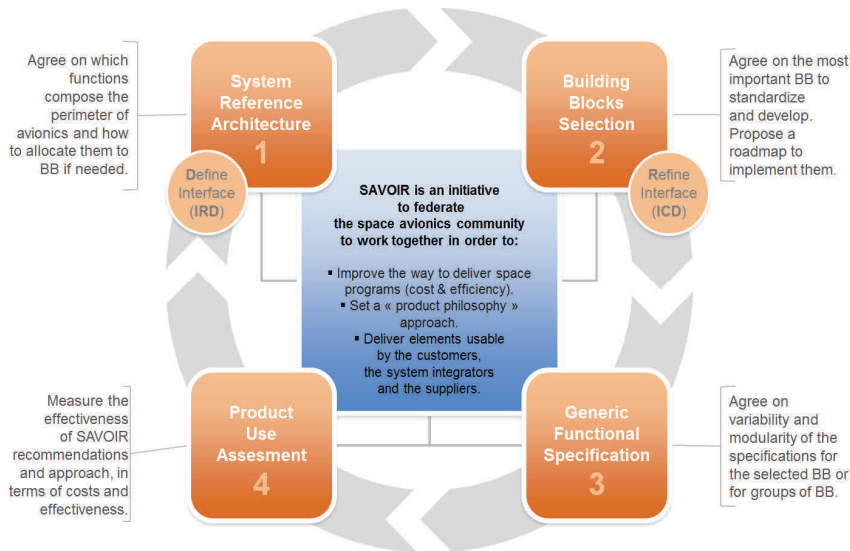 Agree on which
functions
compose the
perimeter of
avionics and how
to allocate them to
BB if needed.
System
Reference
Architecture
1
Define
Interface
(IRD)
Building
Blocks
Selection
2
Refine
Interface
(ICD)
Agree on the most
important BB to
standardize
and develop.
Propose a
roadmap to
implement them.
SAVOIR is an initiative
to federate
the space avionics community
to work together in order to:
▪ Improve the way to deliver space
programs (cost & efficiency).
▪ Set a « product philosophy »
approach.
▪ Deliver elements usable
by the customers,
the system integrators
and the suppliers.
Measure the
effectiveness
of SAVOIR
recommendations
and approach, in
terms of costs and
effectiveness.
Product
Use
Assesment
4
Generic
Functional
Specification
3
Agree on
variability and
modularity of the
specifications for
the selected BB or
for groups of BB.